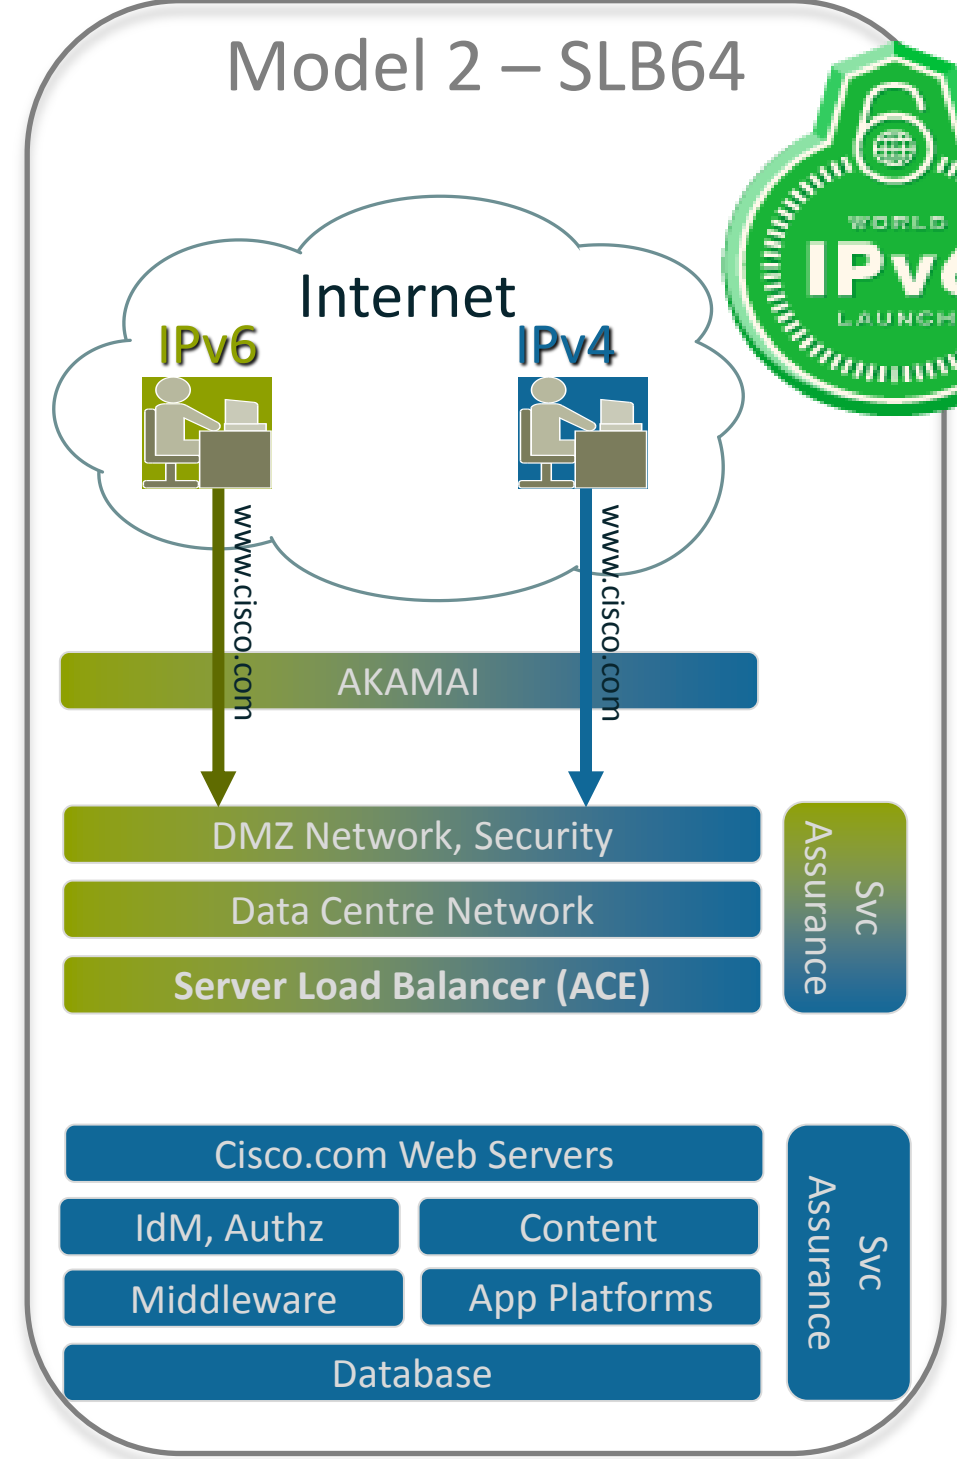 Model 2 – SLB64
WORLD
IPv6
LAUNCH
Internet
IPv6
IPv4
www.cisco.com
www.cisco.com
AKAMAI
DMZ Network, Security
Data Centre Network
Server Load Balancer (ACE)
Svc
Assurance
Cisco.com Web Servers
IdM, Authz
Content
Middleware
App Platforms
Database
Svc
Assurance